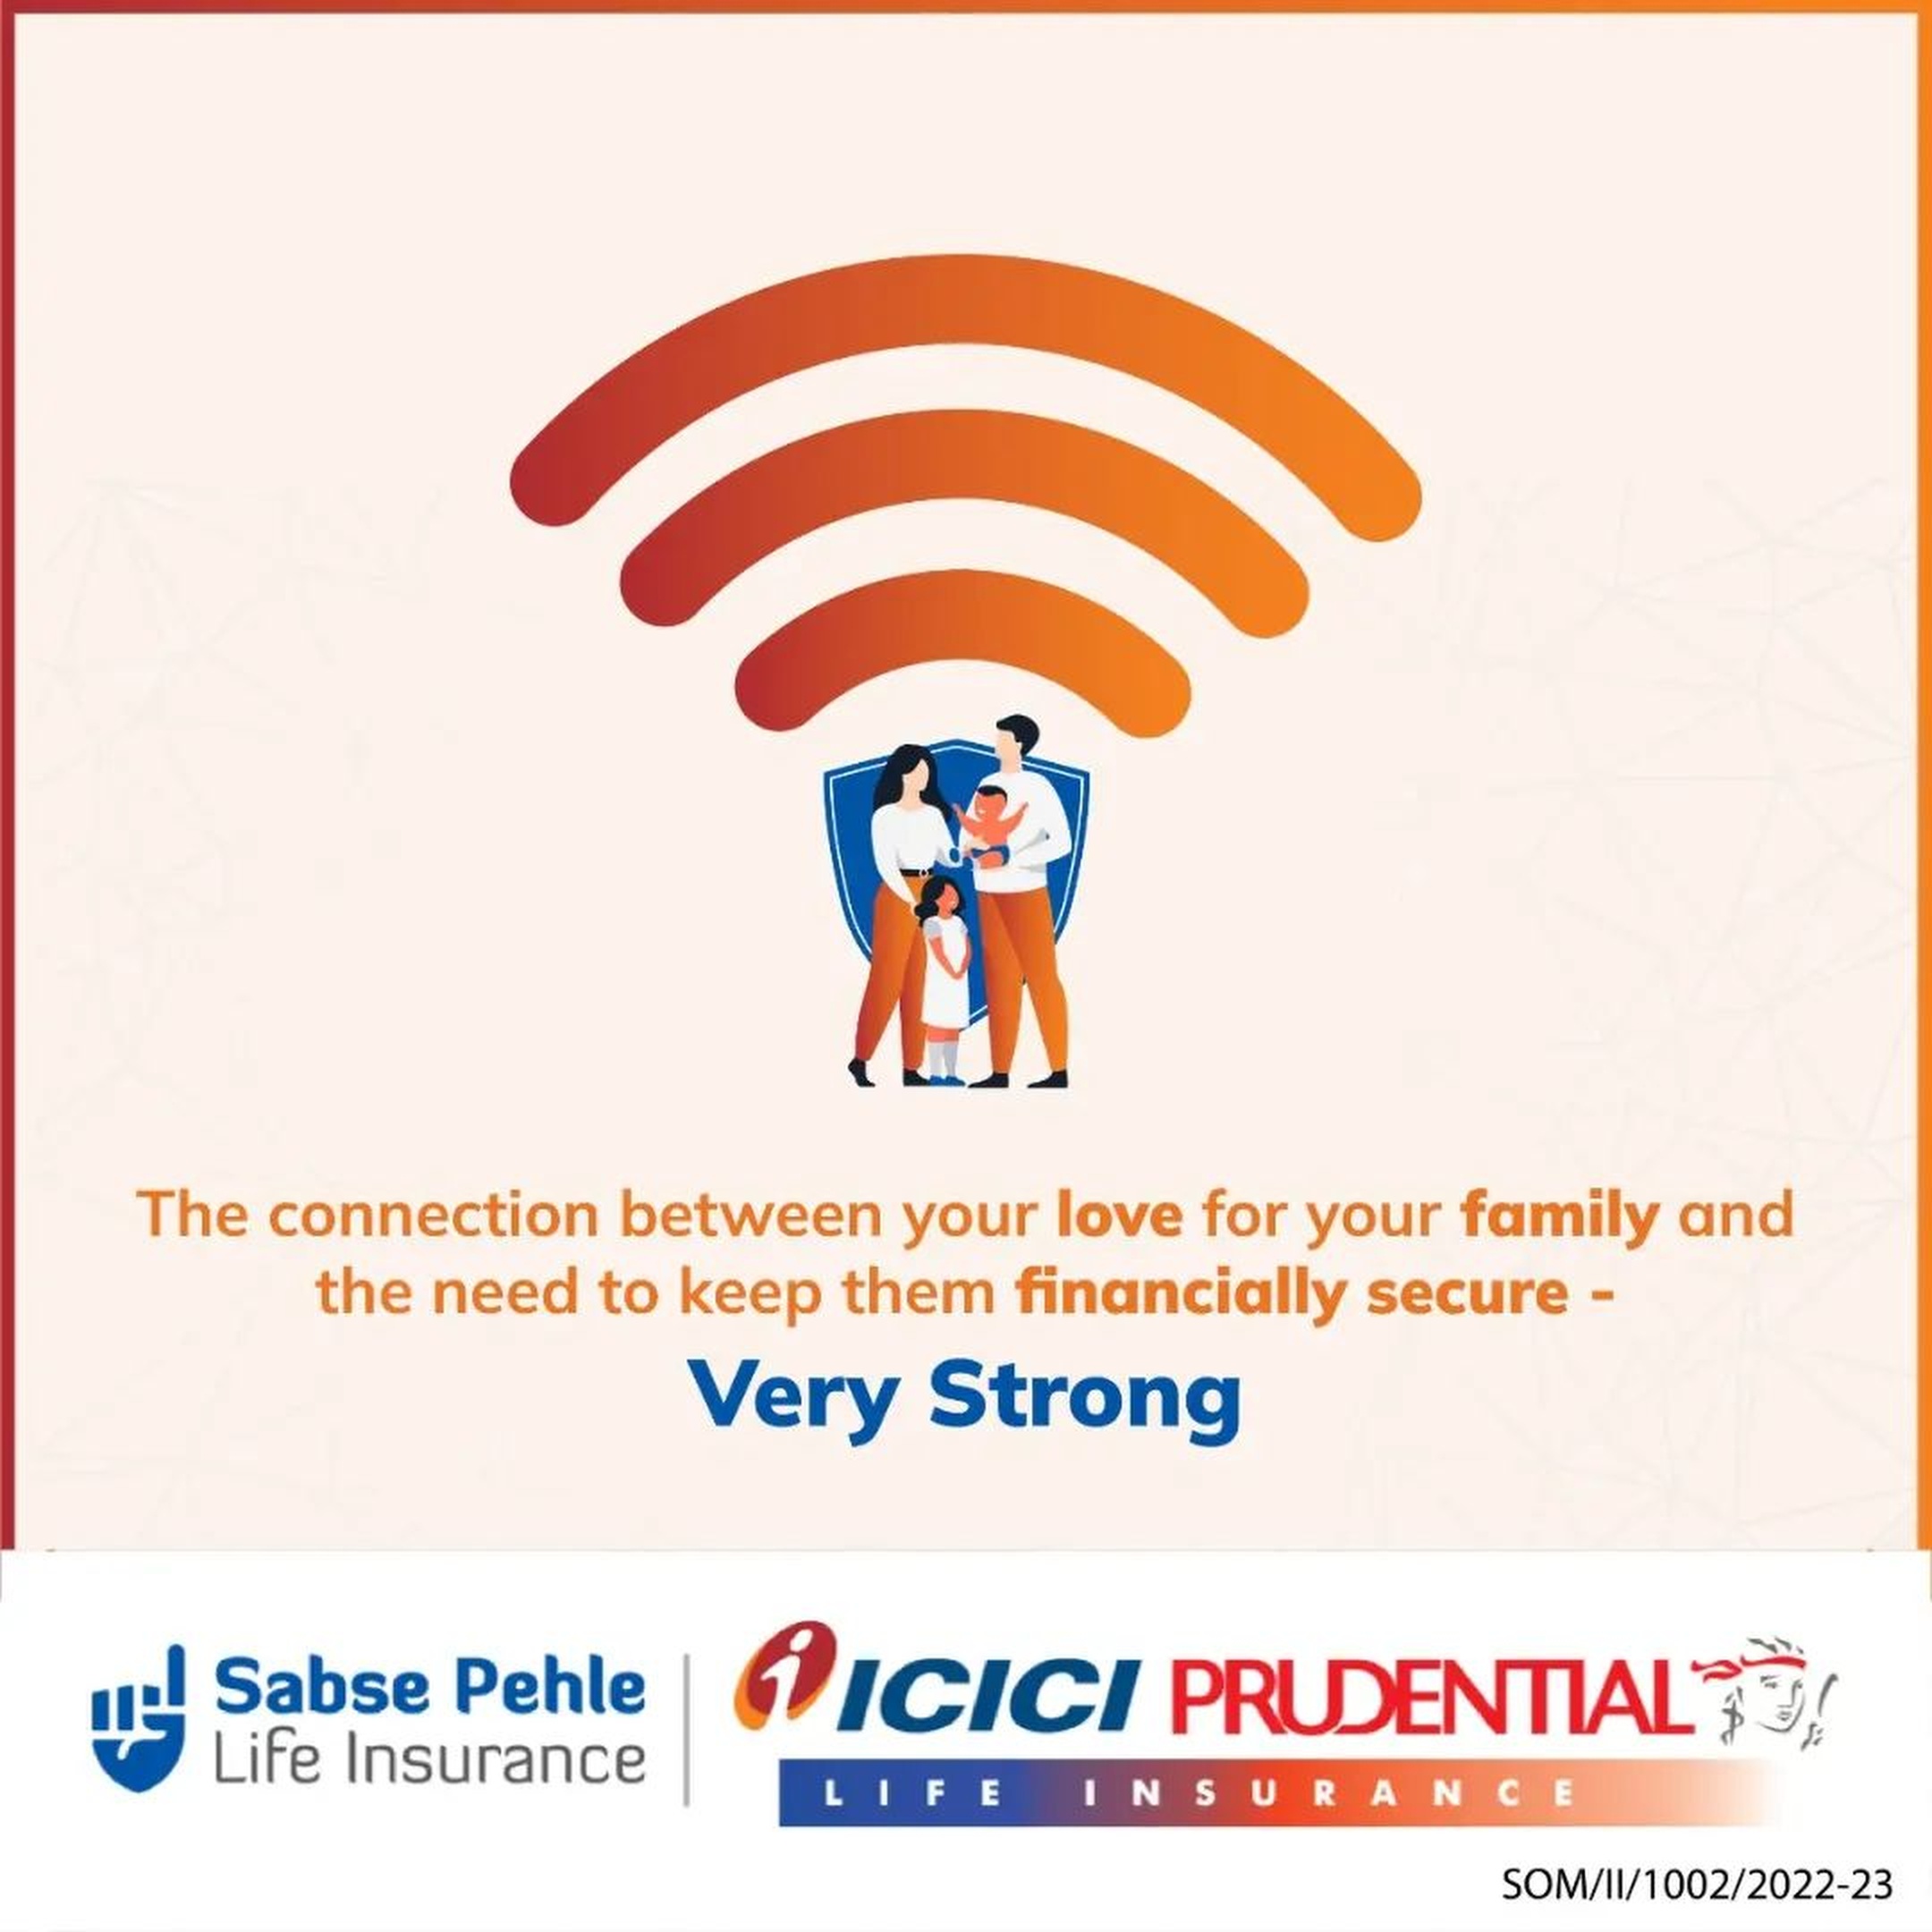 The connection between your love for your family and
the need to keep them financially secure -
Very Strong
Sabse Pehle
Life Insurance
ICICI PRUDENTIAL
LIFE INSURANCE
SOM/II/1002/2022-23